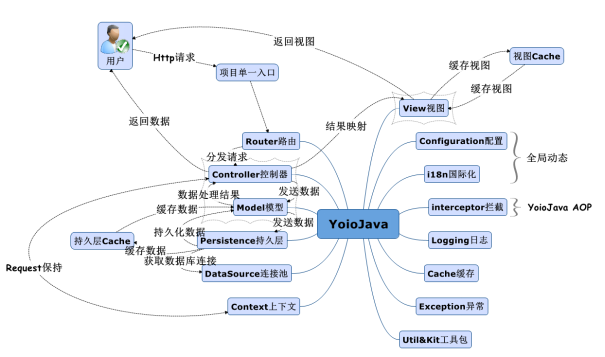 返回视图
用户
Http请求
项目单一入口
缓存视图
视图Cache
缓存视图
View视图
返回数据
结果映射
Router路由
Configuration配置
分发请求
全局动态
Controller控制器
i18n国际化
数据处理结果
发送数据
缓存数据
Model模型
interceptor拦截
YoioJava AOP
发送数据
YoioJava
持久化数据
持久层Cache
Persistence持久层
Logging日志
缓存数据
获取数据库连接
Request保持
DataSource连接池
Cache缓存
Context上下文
Exception异常
Util&Kit工具包